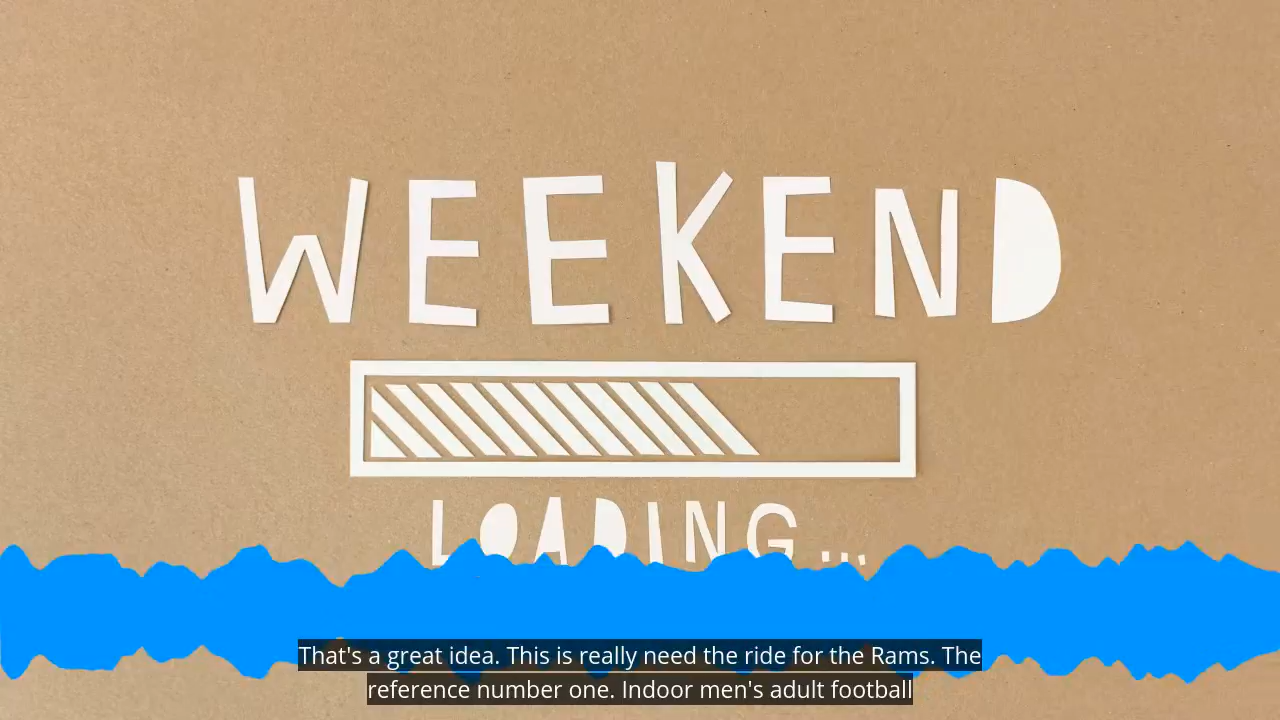 WEEKEND
LOADING...
That's a great idea. This is really need the ride for the Rams. The
reference number one. Indoor men's adult football